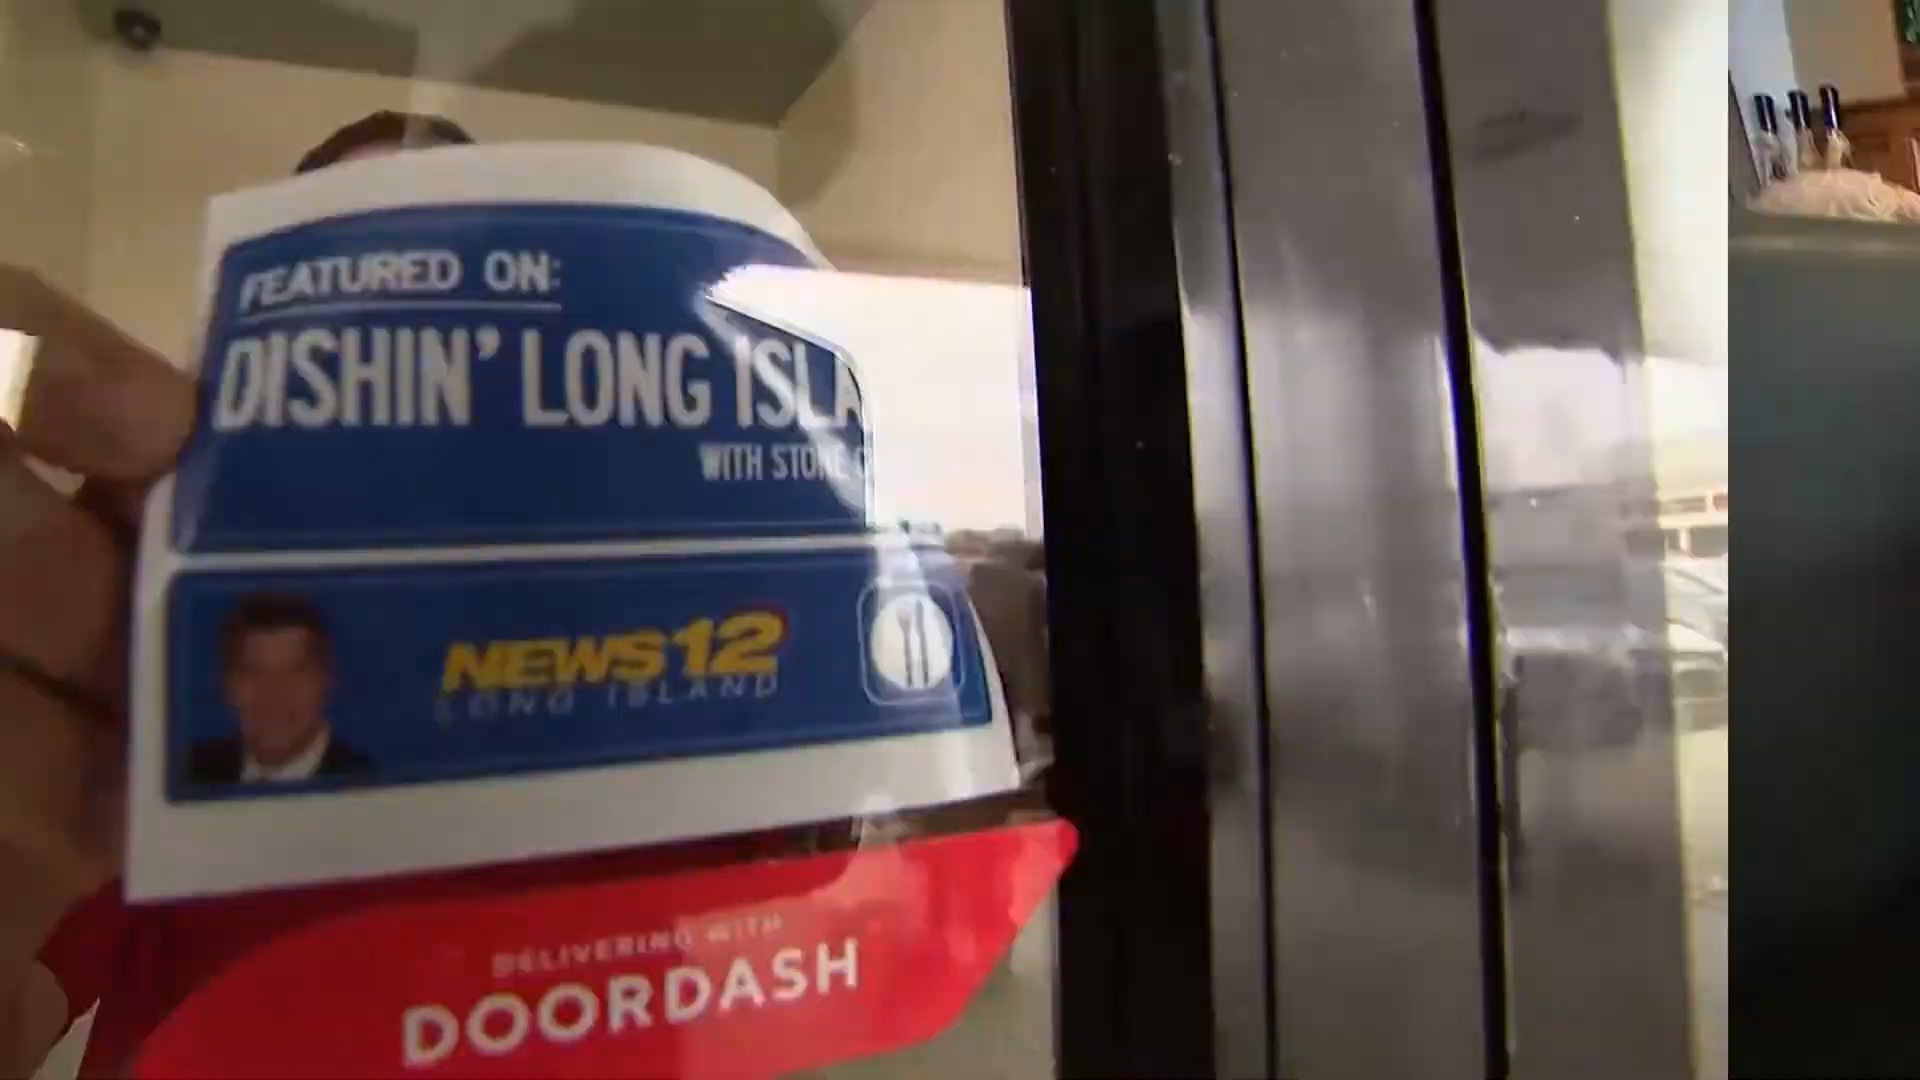 FEATURED ON:
DISHIN' LONG ISLA
WITH STONE
NEWS 12
LONG ISLAND
DELIVERING WITH
DOORDASH